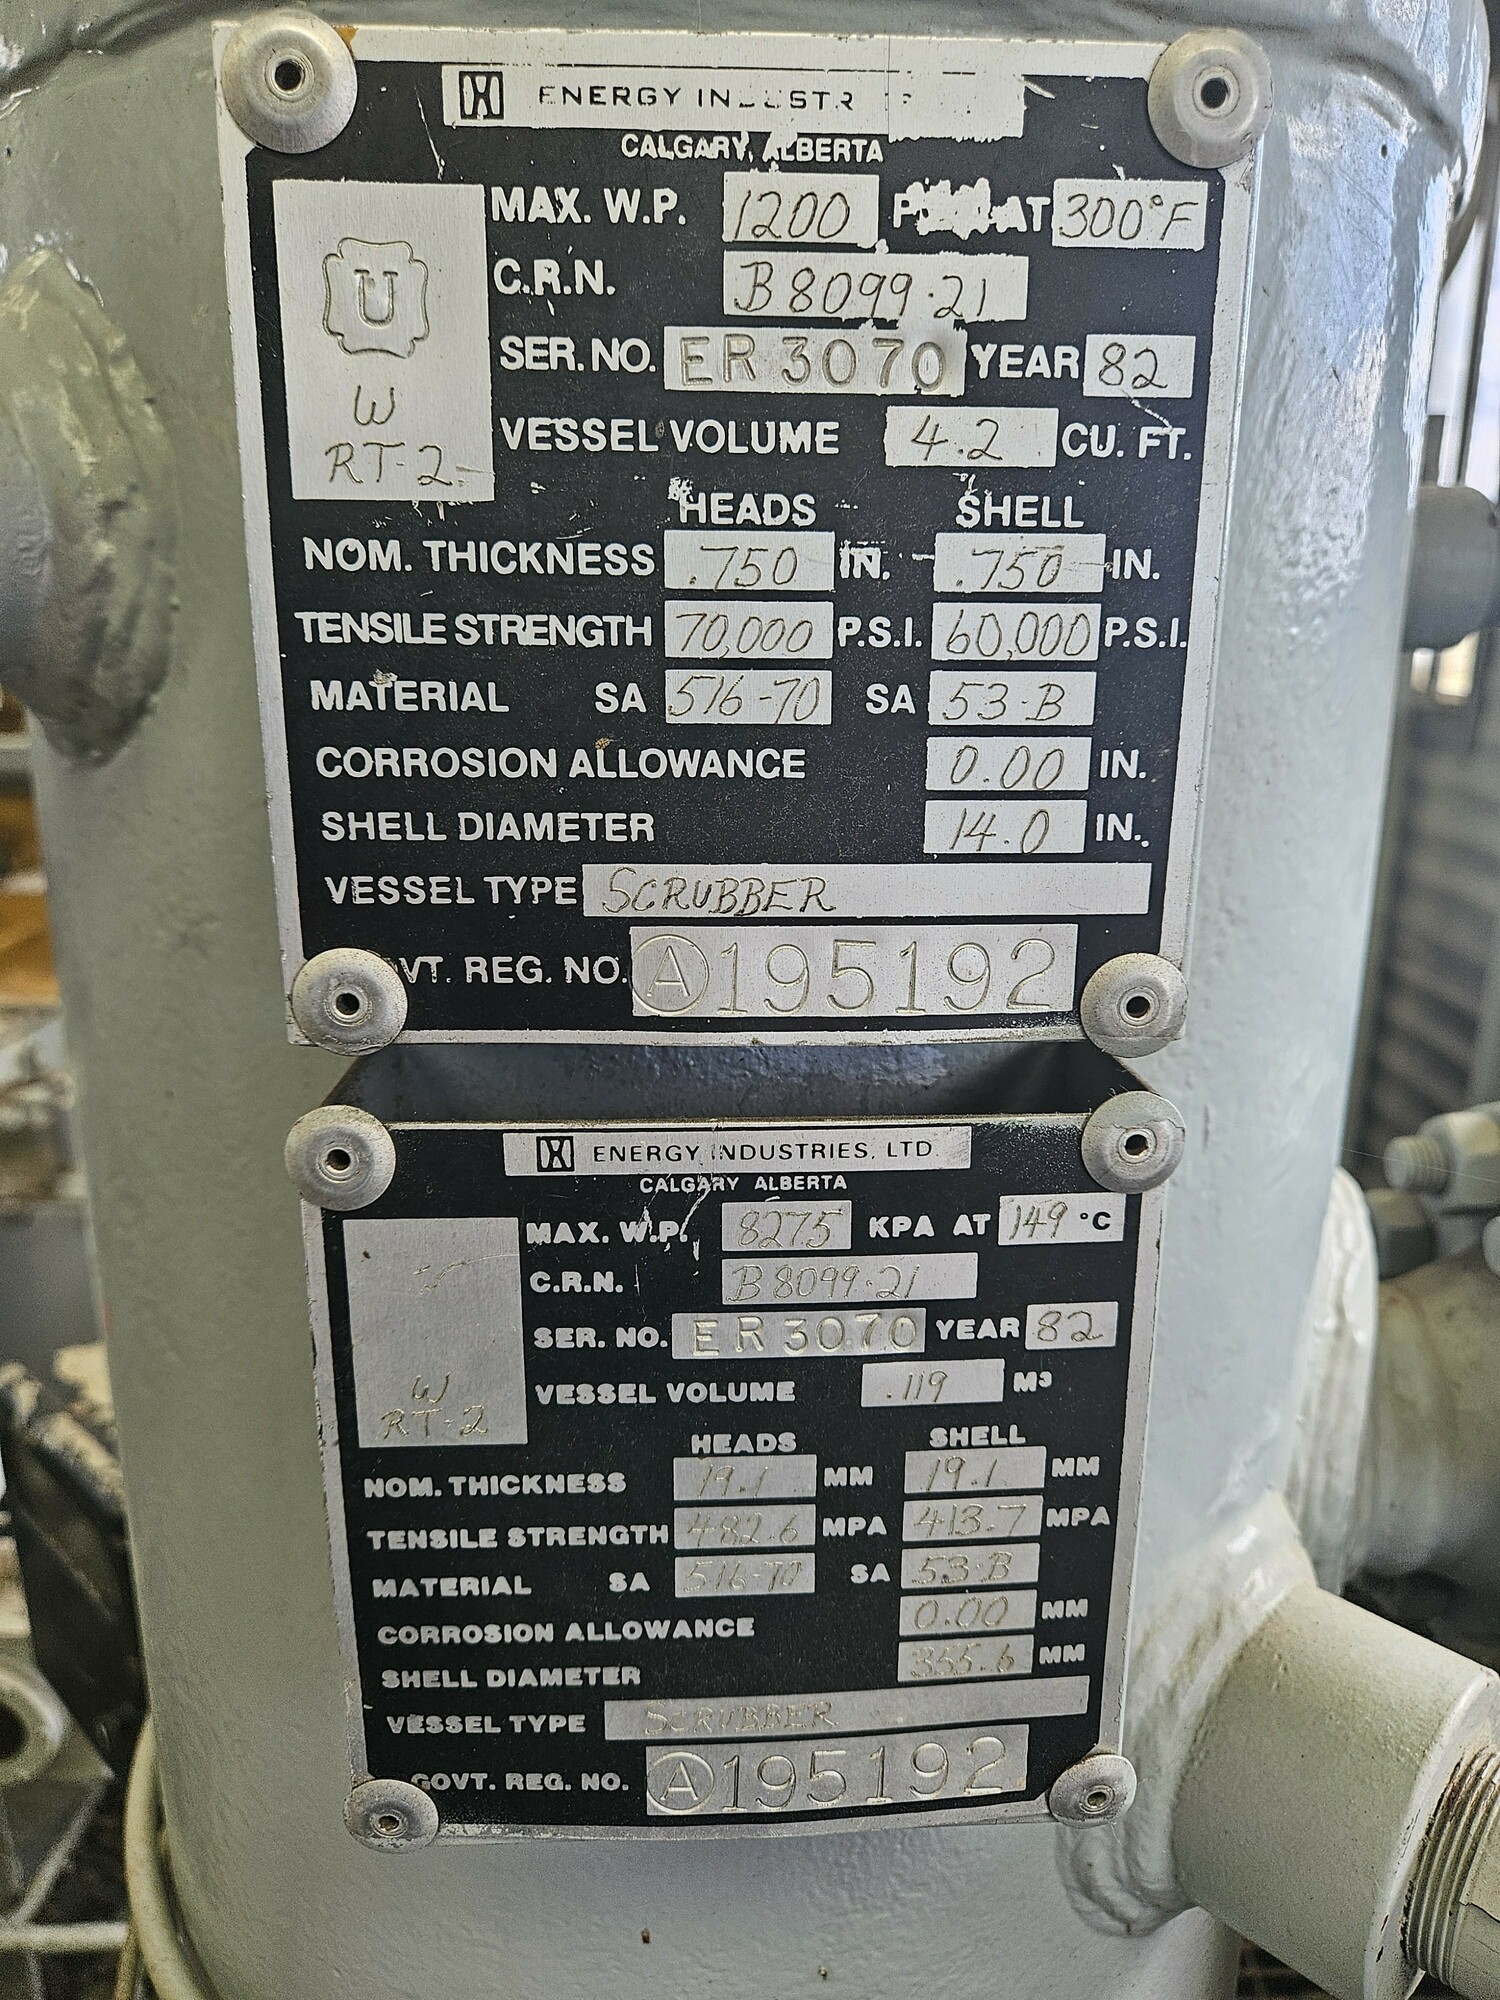 ENERGY INDUSTR
CALGARY, ALBERTA
MAX. W.P. 1200 AT 300°F
C.R.N. B 8099.21
SER. NO. ER 3070 YEAR 82
U
W
RT-2
VESSEL VOLUME 4.2 CU. FT.
HEADS SHELL
NOM. THICKNESS .750 IN. .750 IN.
TENSILE STRENGTH 70,000 P.S.I. 60,000 P.S.I.
MATERIAL SA 516-70 SA 53-B
CORROSION ALLOWANCE 0.00 IN.
SHELL DIAMETER 14.0 IN.
VESSEL TYPE SCRUBBER
VT. REG. NO. A 195192
ENERGY INDUSTRIES, LTD.
CALGARY ALBERTA
MAX. W.P. 8275 KPA AT 149 °C
C.R.N. B 8099.21
SER. NO. ER 3070 YEAR 82
W
RT-2
VESSEL VOLUME .119 M³
HEADS SHELL
NOM. THICKNESS 19.1 MM 19.1 MM
TENSILE STRENGTH 482.6 MPA 413.7 MPA
MATERIAL SA 516-70 SA 53-B
CORROSION ALLOWANCE 0.00 MM
SHELL DIAMETER 355.6 MM
VESSEL TYPE SCRUBBER
GOVT. REG. NO. A 195192